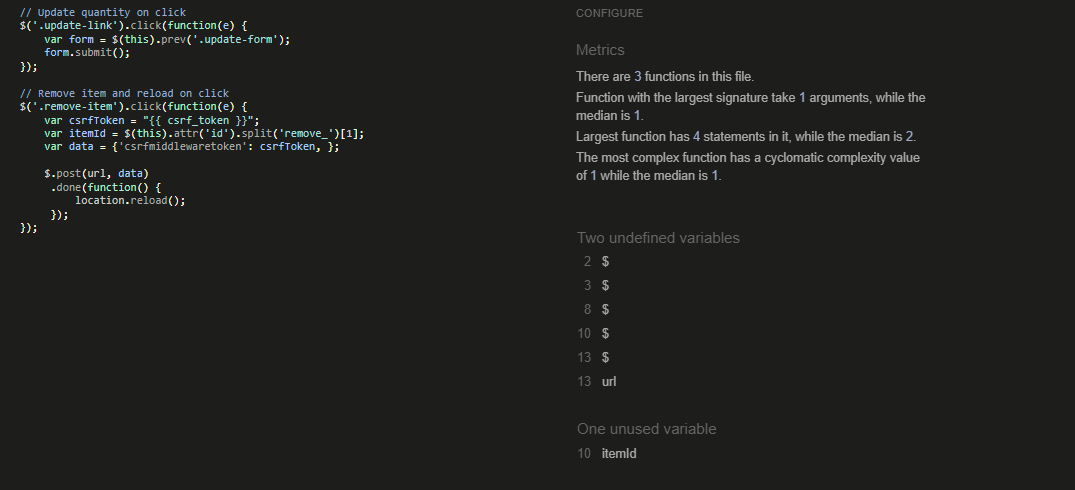 // Update quantity on click
$('.update-link').click(function(e) {
    var form = $(this).prev('.update-form');
    form.submit();
});
// Remove item and reload on click
$('.remove-item').click(function(e) {
    var csrfToken = "{{ csrf_token }}";
    var itemId = $(this).attr('id').split('remove_')[1];
    var data = {'csrfmiddlewaretoken': csrfToken, };
    $.post(url, data)
     .done(function() {
         location.reload();
     });
});
CONFIGURE
Metrics
There are 3 functions in this file.
Function with the largest signature take 1 arguments, while the
median is 1.
Largest function has 4 statements in it, while the median is 2.
The most complex function has a cyclomatic complexity value
of 1 while the median is 1.
Two undefined variables
2 $
3 $
8 $
10 $
13 $
13 url
One unused variable
10 itemId